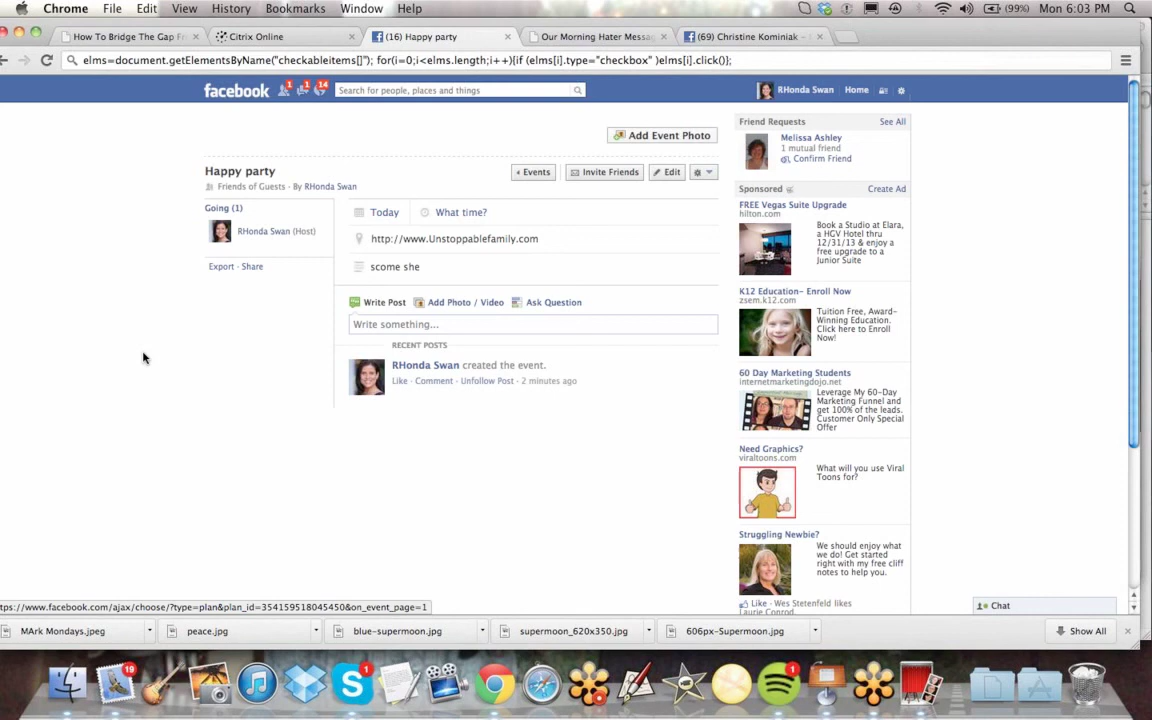 Chrome File Edit View History Bookmarks Window Help (99%) Mon 6:03 PM
How To Bridge The Gap Fr
Citrix Online
(16) Happy party
Our Morning Hater Messag
(69) Christine Kominiak -
elms=document.getElementsByName("checkableitems[]"); for(i=0;i<elms.length;i++){if (elms[i].type="checkbox" )elms[i].click()};
facebook 1 1 14 Search for people, places and things RHonda Swan Home
Add Event Photo
Happy party
Friends of Guests · By RHonda Swan
Events Invite Friends Edit
Going (1)
RHonda Swan (Host)
Export · Share
Today What time?
http://www.Unstoppablefamily.com
scome she
Write Post Add Photo / Video Ask Question
Write something...
RECENT POSTS
RHonda Swan created the event.
Like · Comment · Unfollow Post · 2 minutes ago
Friend Requests See All
Melissa Ashley
1 mutual friend
Confirm Friend
Sponsored Create Ad
FREE Vegas Suite Upgrade
hilton.com
Book a Studio at Elara,
a HGV Hotel thru
12/31/13 & enjoy a
free upgrade to a
Junior Suite
K12 Education- Enroll Now
zsem.k12.com
Tuition Free, Award-
Winning Education.
Click here to Enroll
Now!
60 Day Marketing Students
internetmarketingdojo.net
Leverage My 60-Day
Marketing Funnel and
get 100% of the leads.
Customer Only Special
Offer
Need Graphics?
viraltoons.com
What will you use Viral
Toons for?
Struggling Newbie?
We should enjoy what
we do! Get started
right with my free cliff
notes to help you.
Like · Wes Stetenfeld likes
Laurie Conrod.
Chat
ttps://www.facebook.com/ajax/choose/?type=plan&plan_id=354159518045450&on_event_page=1
MArk Mondays.jpeg
peace.jpg
blue-supermoon.jpg
supermoon_620x350.jpg
606px-Supermoon.jpg
Show All
19
1
1